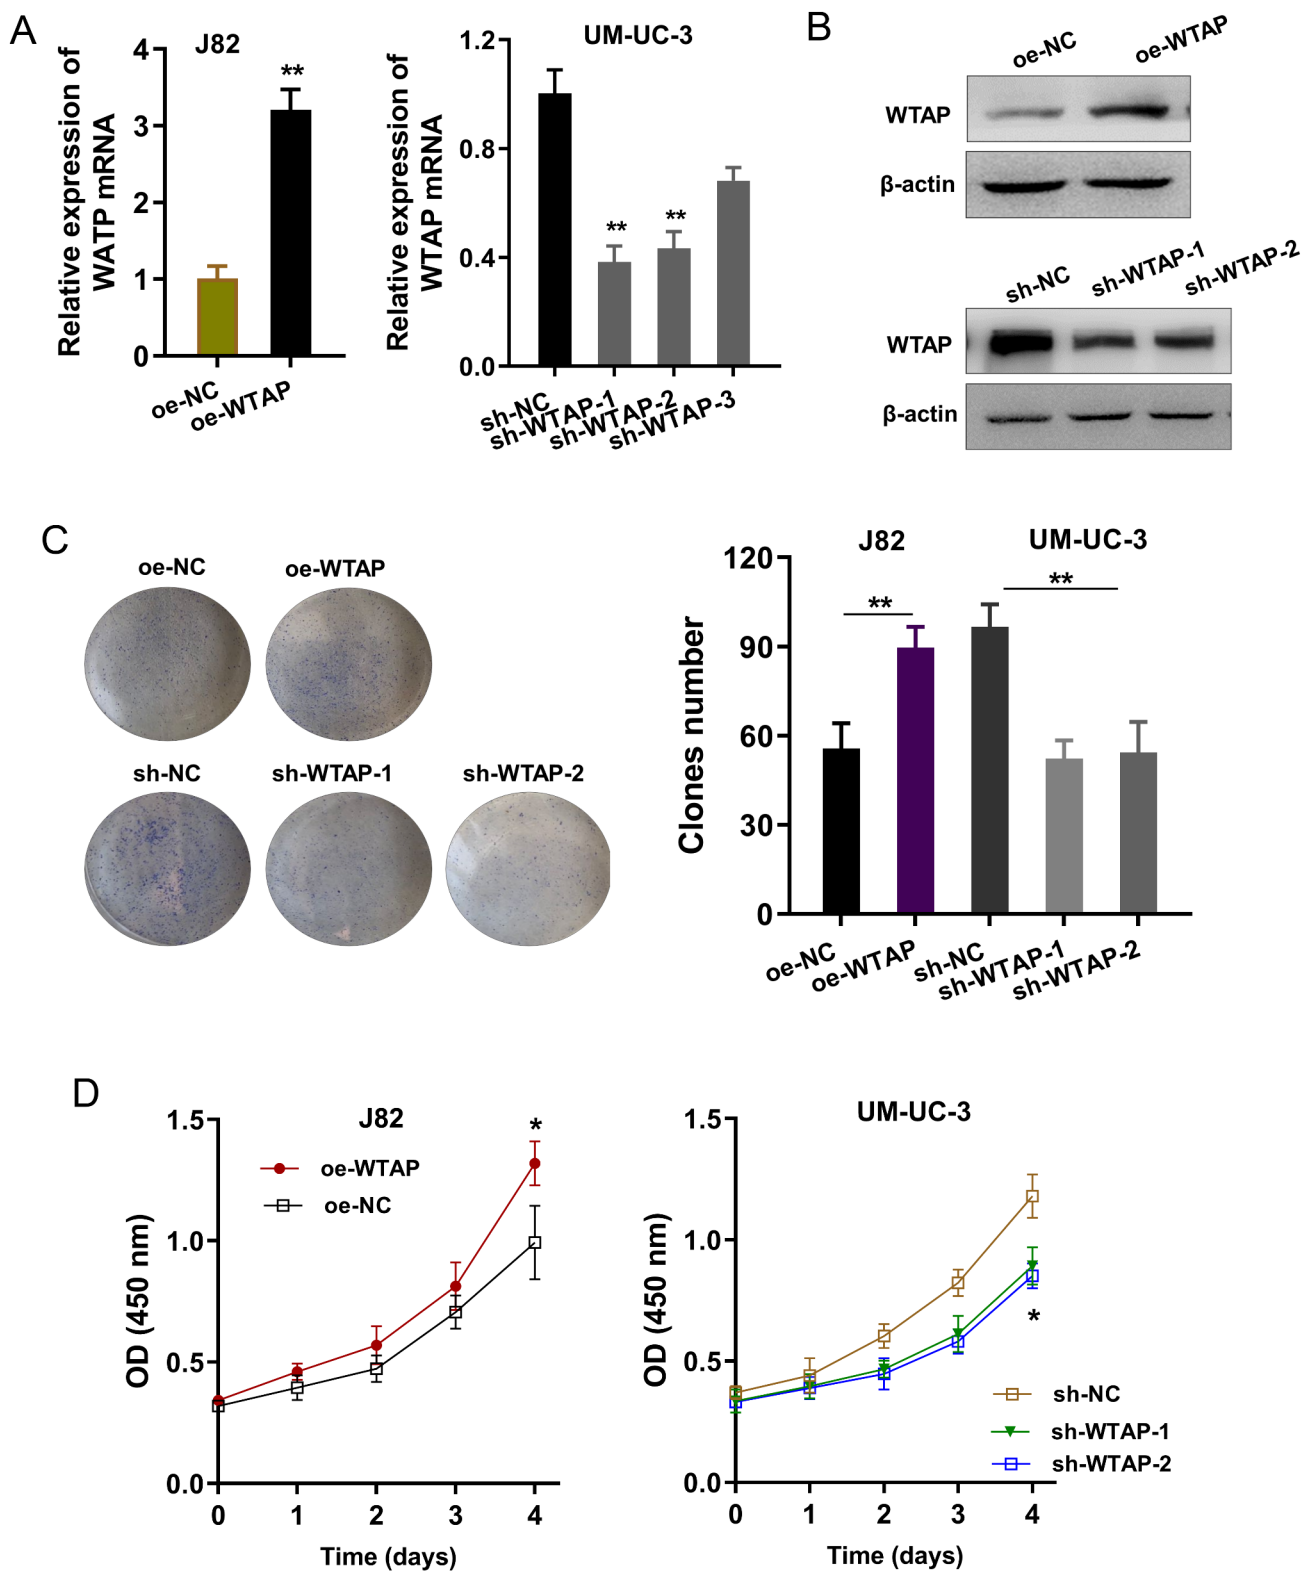 A
J82
Relative expression of
WATP mRNA
4
3
2
1
0
**
oe-NC
oe-WTAP
UM-UC-3
Relative expression of
WTAP mRNA
1.2
0.8
0.4
0.0
**
**
sh-NC
sh-WTAP-1
sh-WTAP-2
sh-WTAP-3
B
oe-NC
oe-WTAP
WTAP
β-actin
sh-NC
sh-WTAP-1
sh-WTAP-2
WTAP
β-actin
C
oe-NC
oe-WTAP
sh-NC
sh-WTAP-1
sh-WTAP-2
J82
UM-UC-3
Clones number
120
90
60
30
0
**
**
oe-NC
oe-WTAP
sh-NC
sh-WTAP-1
sh-WTAP-2
D
J82
OD (450 nm)
1.5
1.0
0.5
0.0
oe-WTAP
oe-NC
*
0 1 2 3 4
Time (days)
UM-UC-3
OD (450 nm)
1.5
1.0
0.5
0.0
*
sh-NC
sh-WTAP-1
sh-WTAP-2
0 1 2 3 4
Time (days)